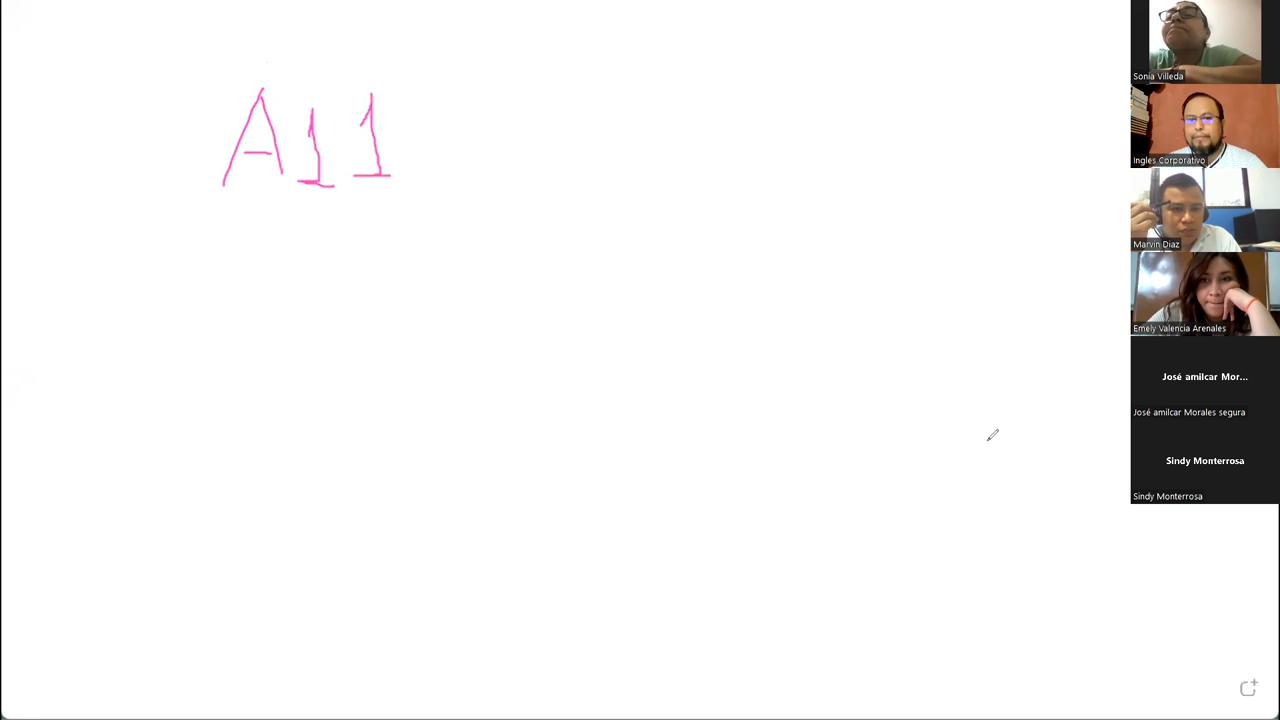 A11
Sonia Villeda
Ingles Corporativo
Marvin Diaz
Emely Valencia Arenales
José amilcar Mor...
José amilcar Morales segura
Sindy Monterrosa
Sindy Monterrosa